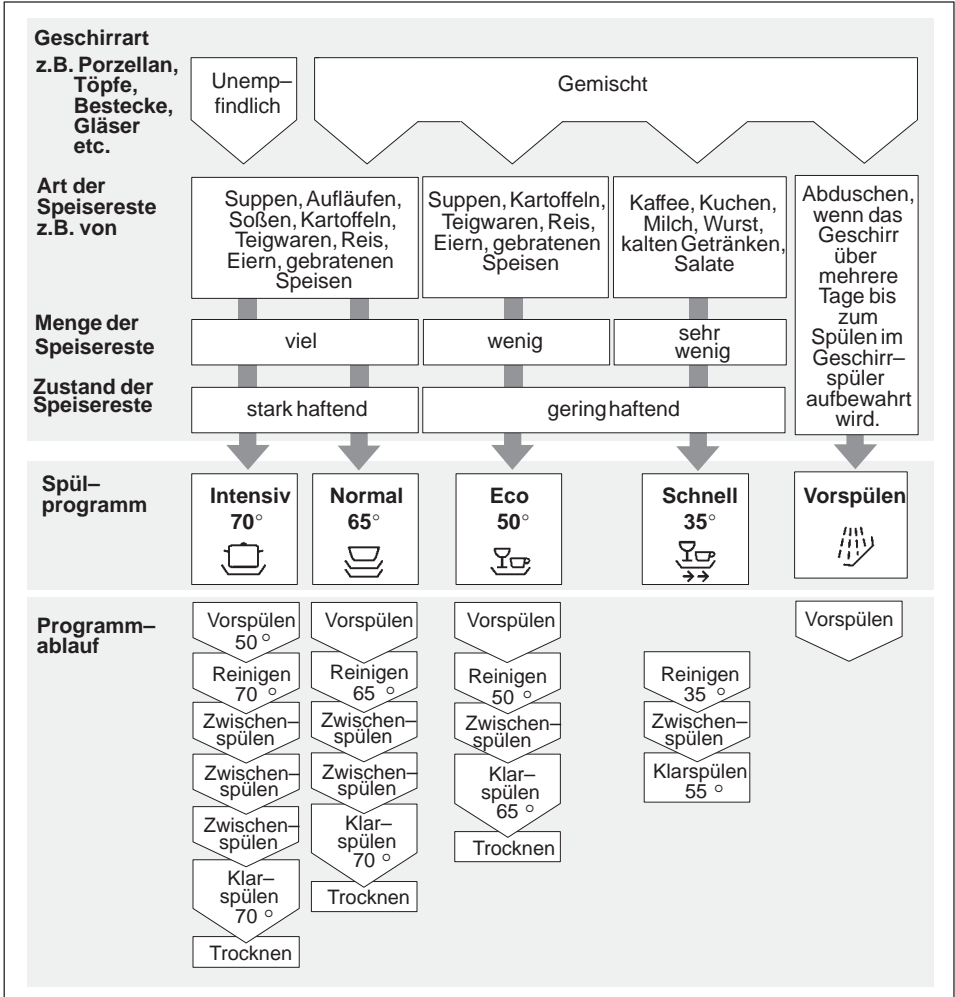 Geschirrart
z.B. Porzellan,
Töpfe,
Bestecke,
Gläser
etc.
Unemp–
findlich
Gemischt
Art der
Speisereste
z.B. von
Suppen, Aufläufen,
Soßen, Kartoffeln,
Teigwaren, Reis,
Eiern, gebratenen
Speisen
Suppen, Kartoffeln,
Teigwaren, Reis,
Eiern, gebratenen
Speisen
Kaffee, Kuchen,
Milch, Wurst,
kalten Getränken,
Salate
Abduschen,
wenn das
Geschirr
über
mehrere
Tage bis
zum
Spülen im
Geschirr–
spüler
aufbewahrt
wird.
Menge der
Speisereste
viel
wenig
sehr
wenig
Zustand der
Speisereste
stark haftend
gering haftend
Spül–
programm
Intensiv
70°
Normal
65°
Eco
50°
Schnell
35°
Vorspülen
Programm–
ablauf
Vorspülen
50 °
Reinigen
70 °
Zwischen–
spülen
Zwischen–
spülen
Zwischen–
spülen
Klar–
spülen
70 °
Trocknen
Vorspülen
Reinigen
65 °
Zwischen–
spülen
Zwischen–
spülen
Klar–
spülen
70 °
Trocknen
Vorspülen
Reinigen
50 °
Zwischen–
spülen
Klar–
spülen
65 °
Trocknen
Reinigen
35 °
Zwischen–
spülen
Klarspülen
55 °
Vorspülen